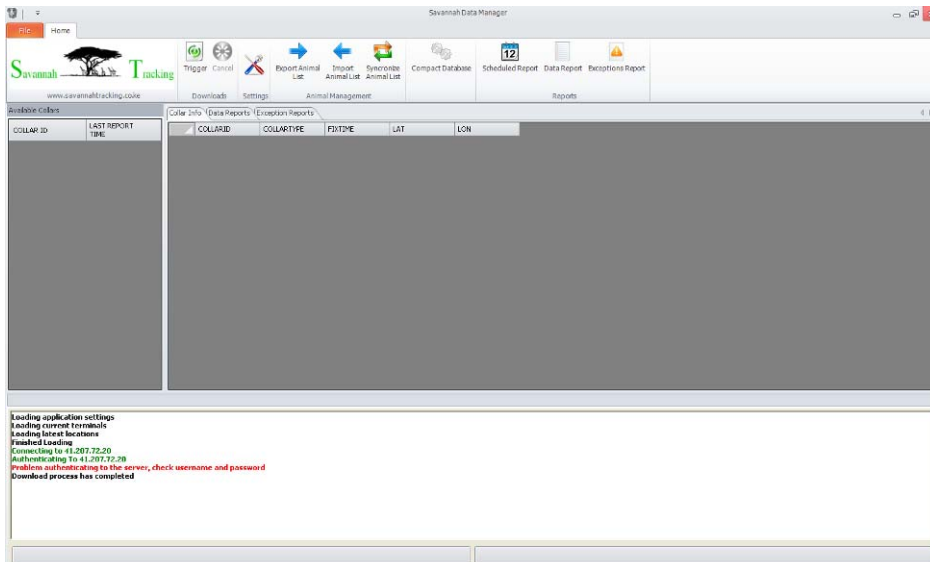 Savannah Data Manager
File Home
Savannah Tracking
www.savannahtracking.co.ke
Trigger Cancel
Downloads
Settings
Export Animal List
Import Animal List
Syncronize Animal List
Animal Management
Compact Database
12
Scheduled Report Data Report Exceptions Report
Reports
Available Collars
COLLAR ID LAST REPORT TIME
Collar Info Data Reports Exception Reports
COLLARID COLLARTYPE FIXTIME LAT LON
Loading application settings
Loading current terminals
Loading latest locations
Finished Loading
Connecting to 41.207.72.20
Authenticating To 41.207.72.20
Problem authenticating to the server, check username and password
Download process has completed